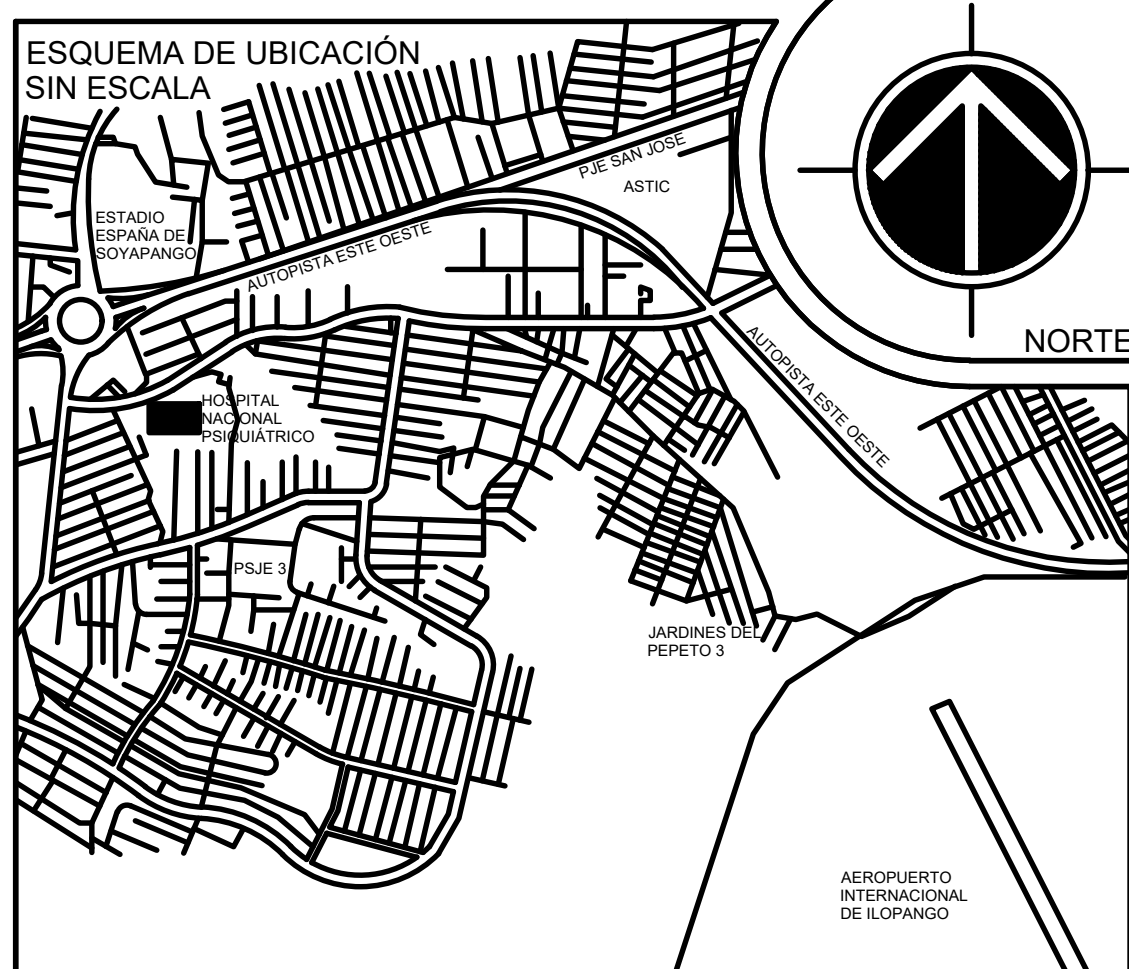 ESQUEMA DE UBICACIÓN
SIN ESCALA
PJE SAN JOSE
ASTIC
ESTADIO
ESPAÑA DE
SOYAPANGO
AUTOPISTA ESTE OESTE
NORTE
AUTOPISTA ESTE OESTE
HOSPITAL
NACIONAL
PSIQUIÁTRICO
PSJE 3
JARDINES DEL
PEPETO 3
AEROPUERTO
INTERNACIONAL
DE ILOPANGO